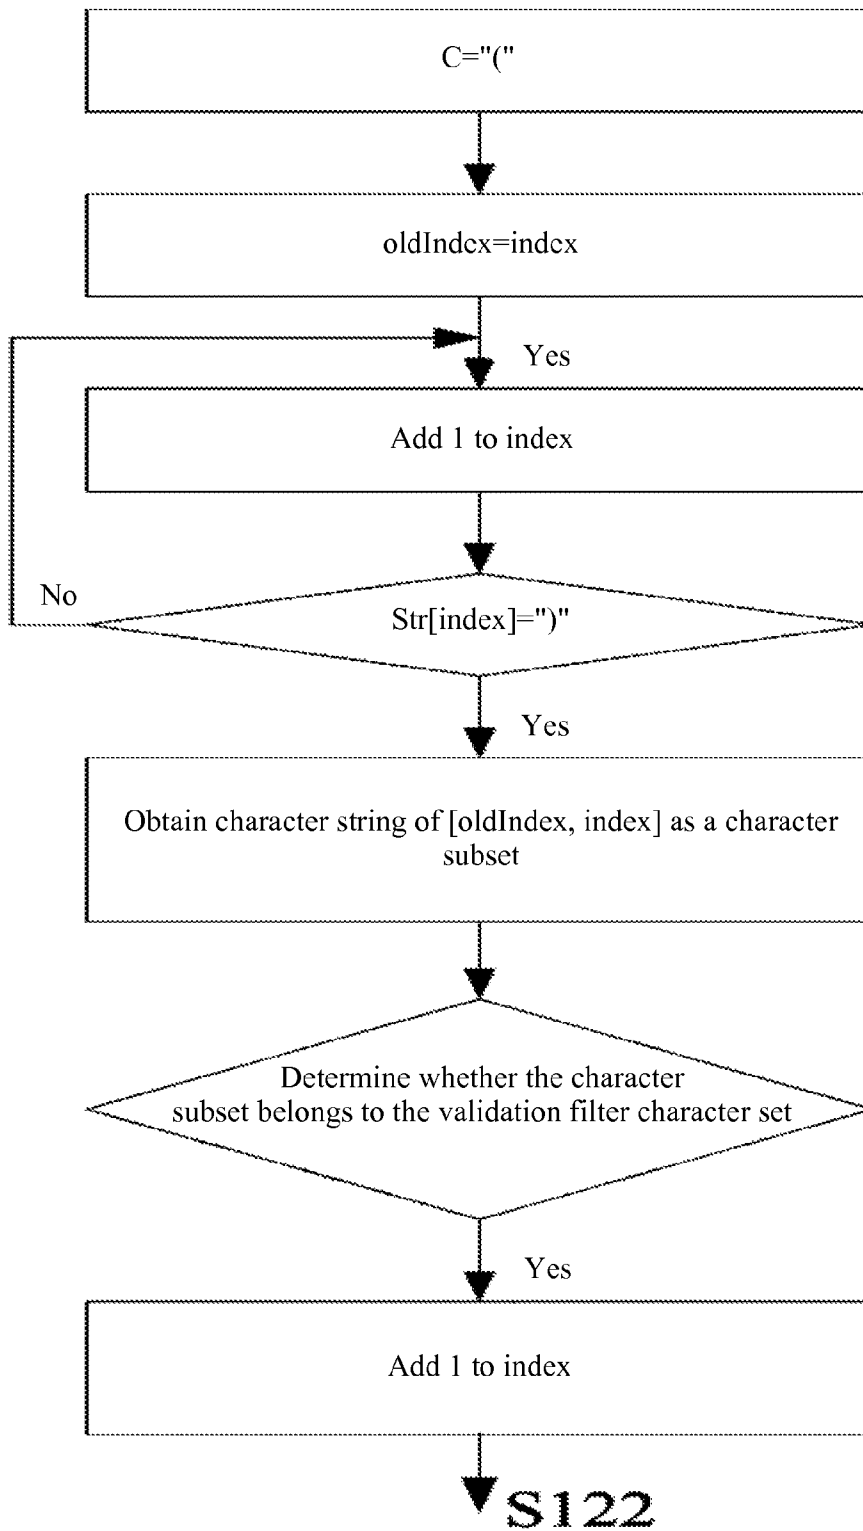 C="("
oldIndex=index
Yes
Add 1 to index
No
Str[index]=")"
Yes
Obtain character string of [oldIndex, index] as a character
subset
Determine whether the character
subset belongs to the validation filter character set
Yes
Add 1 to index
S122